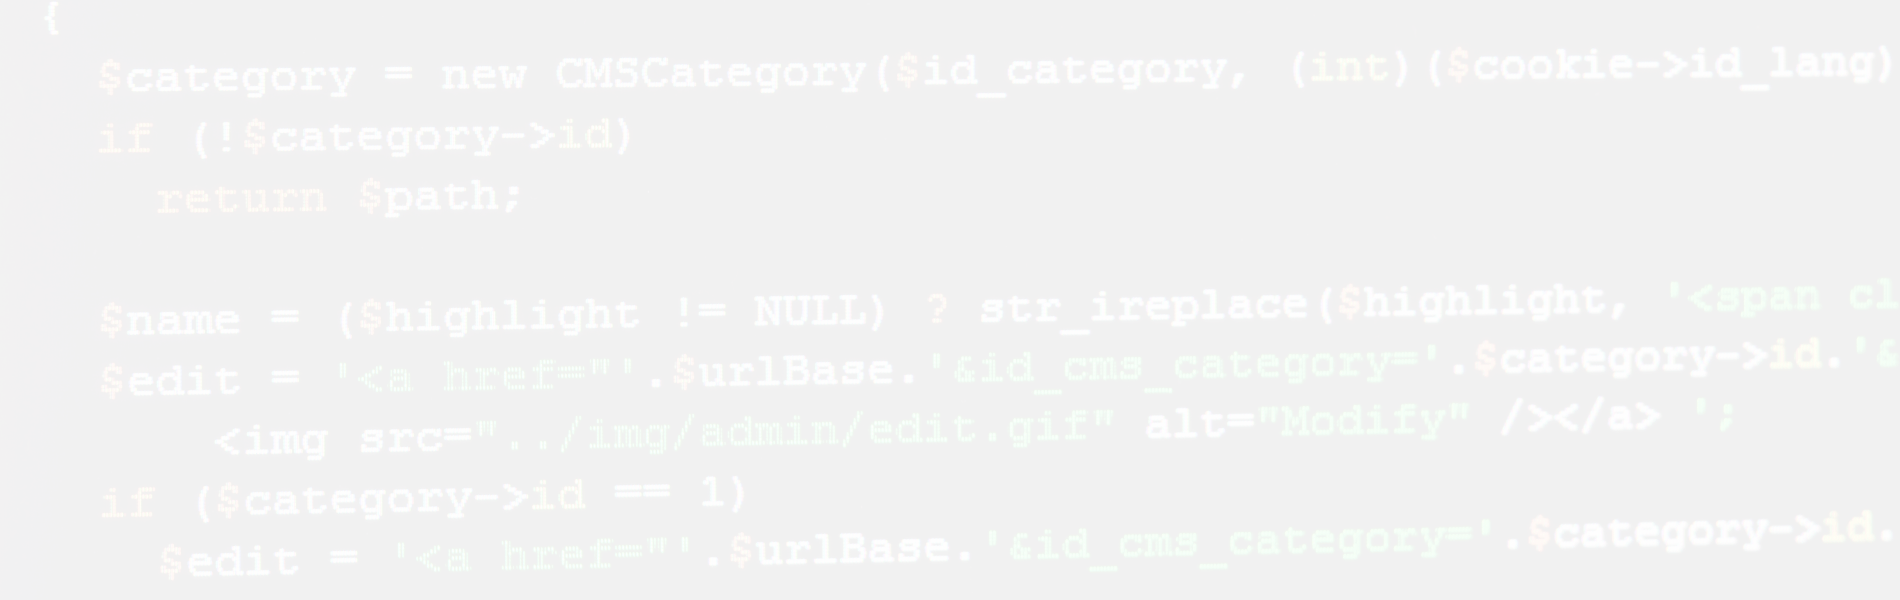 {
$category = new CMSCategory($id_category, (int)($cookie->id_lang)
if (!$category->id)
return $path;
$name = ($highlight != NULL) ? str_ireplace($highlight, '<span cl
$edit = '<a href="'.$urlBase.'&id_cms_category='.$category->id.'&
<img src="../img/admin/edit.gif" alt="Modify" /></a> ';
if ($category->id == 1)
$edit = '<a href="'.$urlBase.'&id_cms_category='.$category->id.